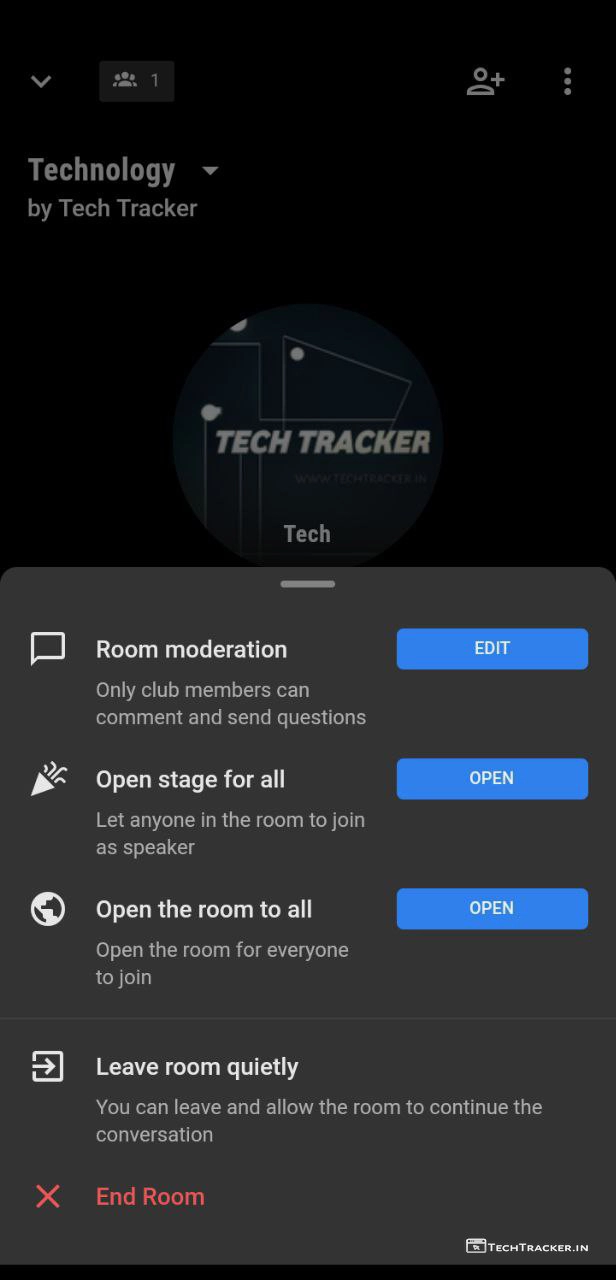 1
Technology
by Tech Tracker
TECH TRACKER
WWW.TECHTRACKER.IN
Tech
Room moderation
EDIT
Only club members can
comment and send questions
Open stage for all
OPEN
Let anyone in the room to join
as speaker
Open the room to all
OPEN
Open the room for everyone
to join
Leave room quietly
You can leave and allow the room to continue the
conversation
End Room
TECHTRACKER.IN